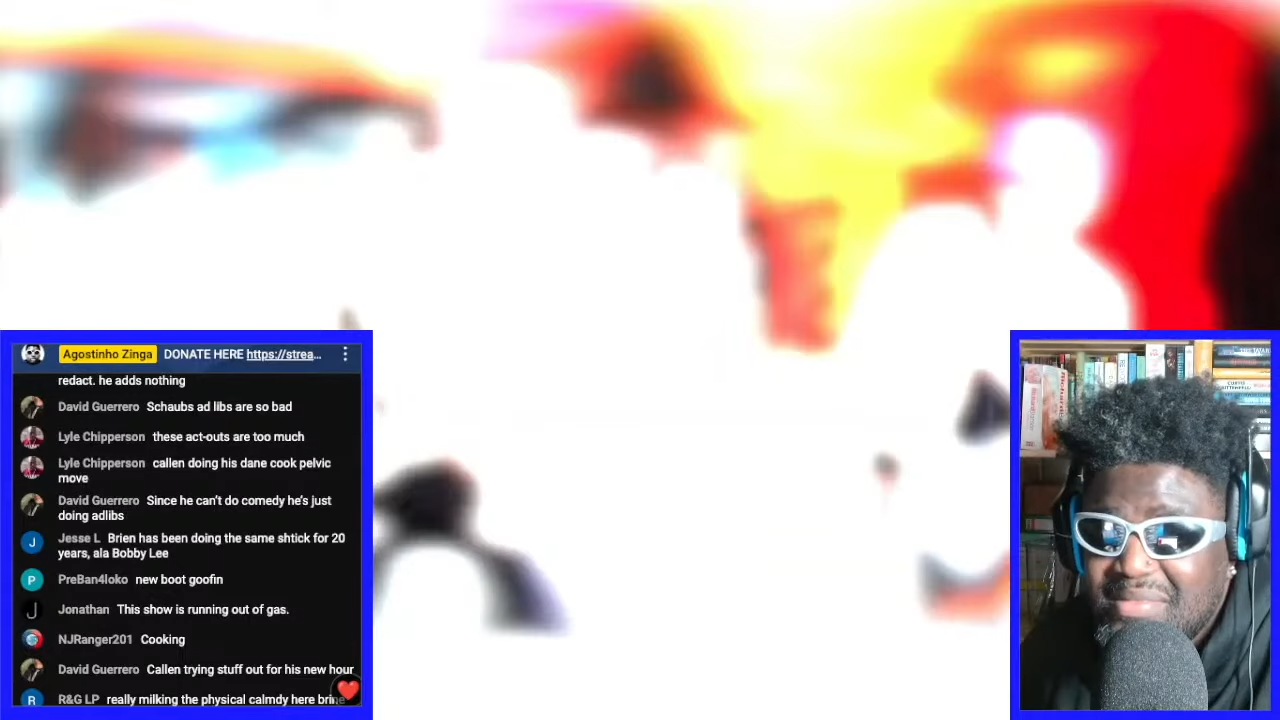 Agostinho Zinga DONATE HERE https://strea...
redact. he adds nothing
David Guerrero Schaubs ad libs are so bad
Lyle Chipperson these act-outs are too much
Lyle Chipperson callen doing his dane cook pelvic
move
David Guerrero Since he can't do comedy he's just
doing adlibs
J
Jesse L Brien has been doing the same shtick for 20
years, ala Bobby Lee
P PreBan4loko new boot goofin
J Jonathan This show is running out of gas.
NJRanger201 Cooking
David Guerrero Callen trying stuff out for his new hour
R R&G LP really milking the physical calmdy here